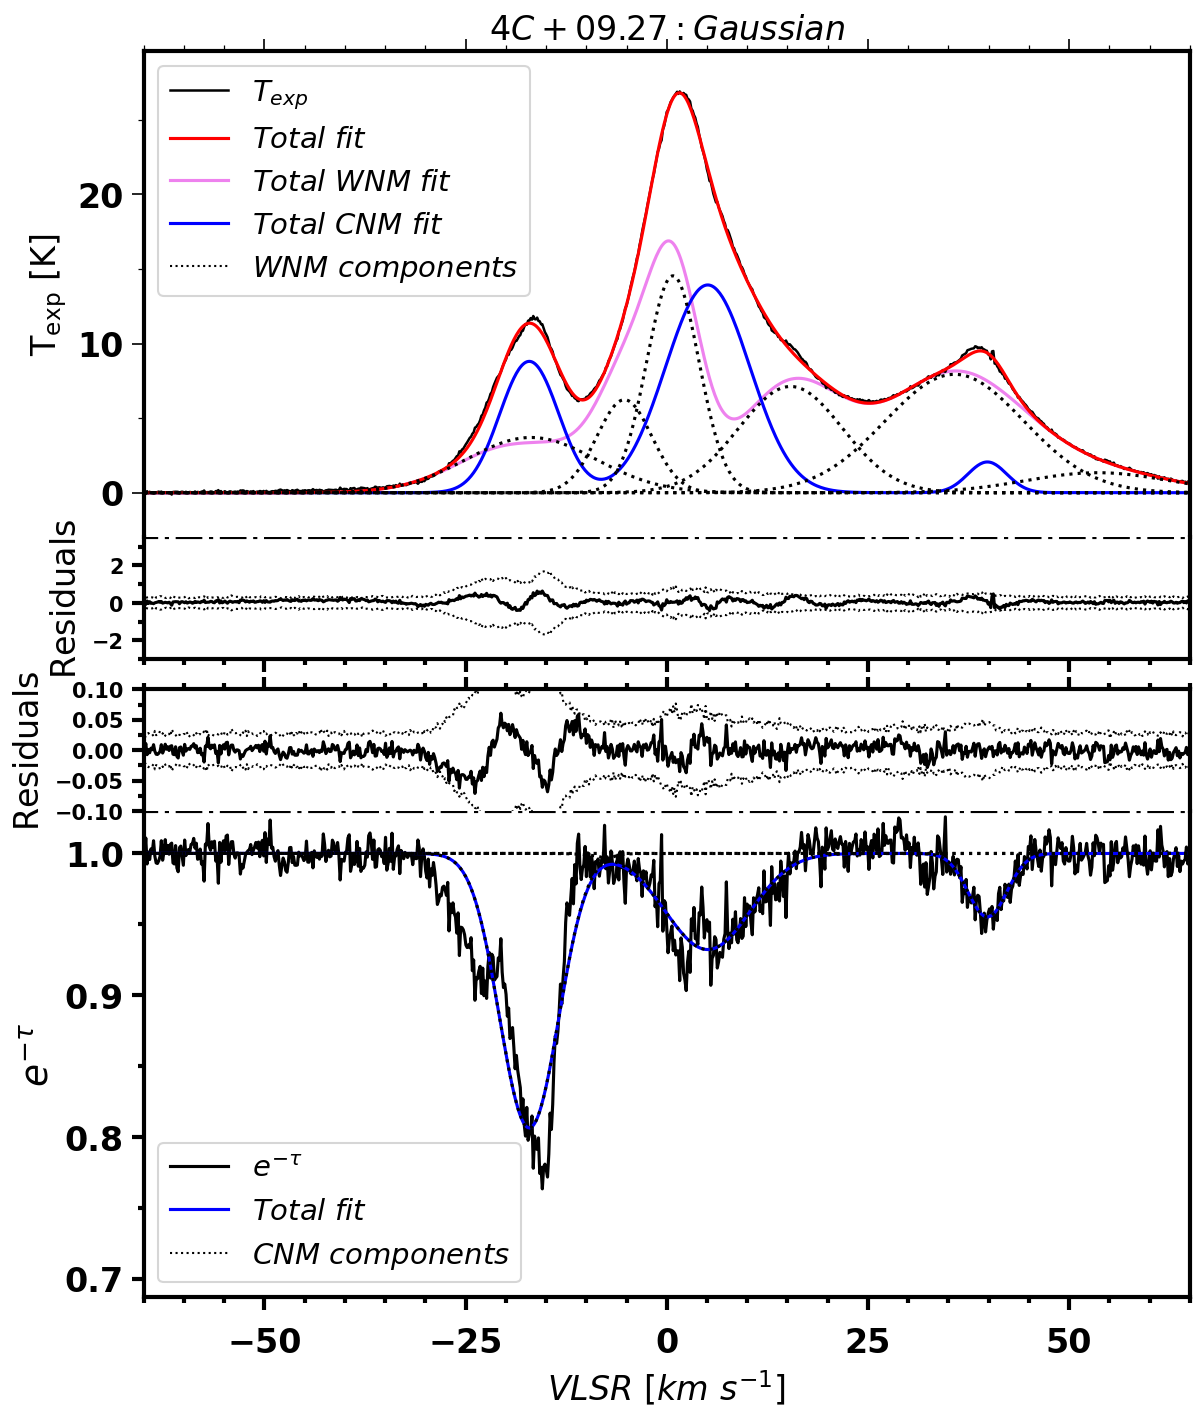 4C + 09.27 : Gaussian
T_exp
Total fit
Total WNM fit
Total CNM fit
WNM components
T_exp [K]
20
10
0
Residuals
2
0
−2
Residuals
0.10
0.05
0.00
−0.05
−0.10
1.0
0.9
0.8
0.7
e^−τ
e^−τ
Total fit
CNM components
−50
−25
0
25
50
VLSR [km s^−1]